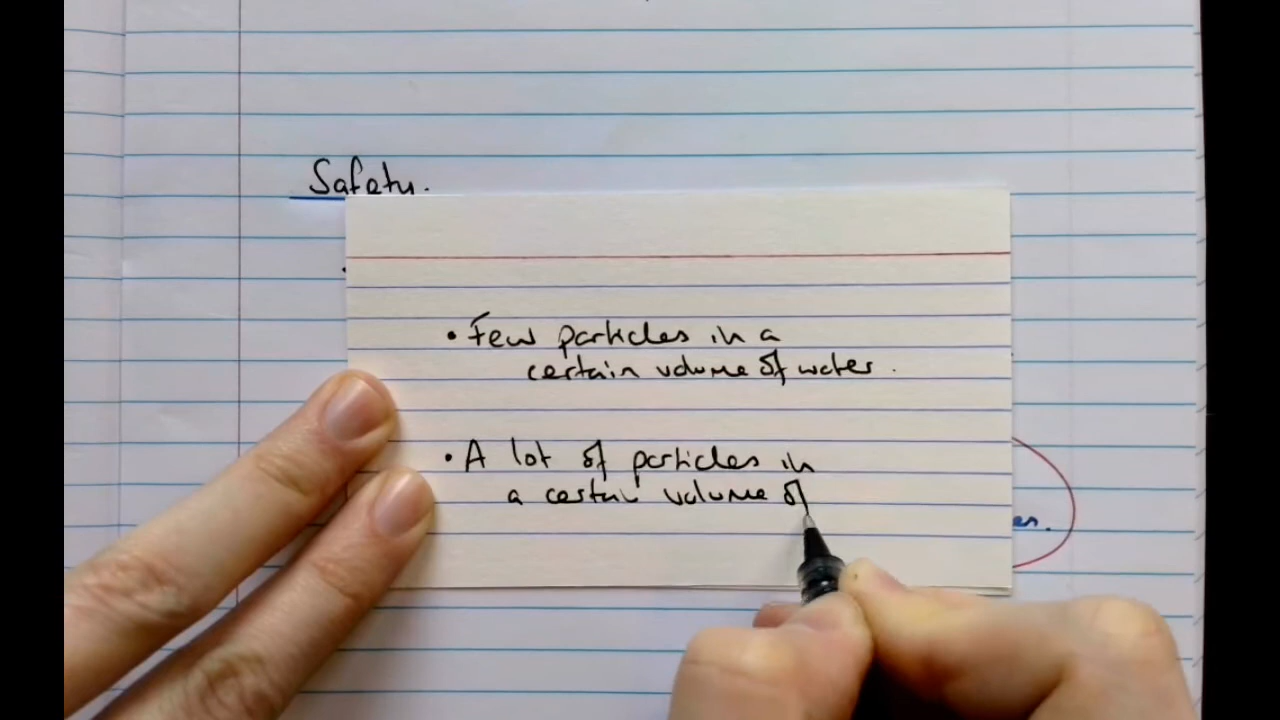 Safety.
• Few particles in a
certain volume of water.
• A lot of particles in
a certain volume of